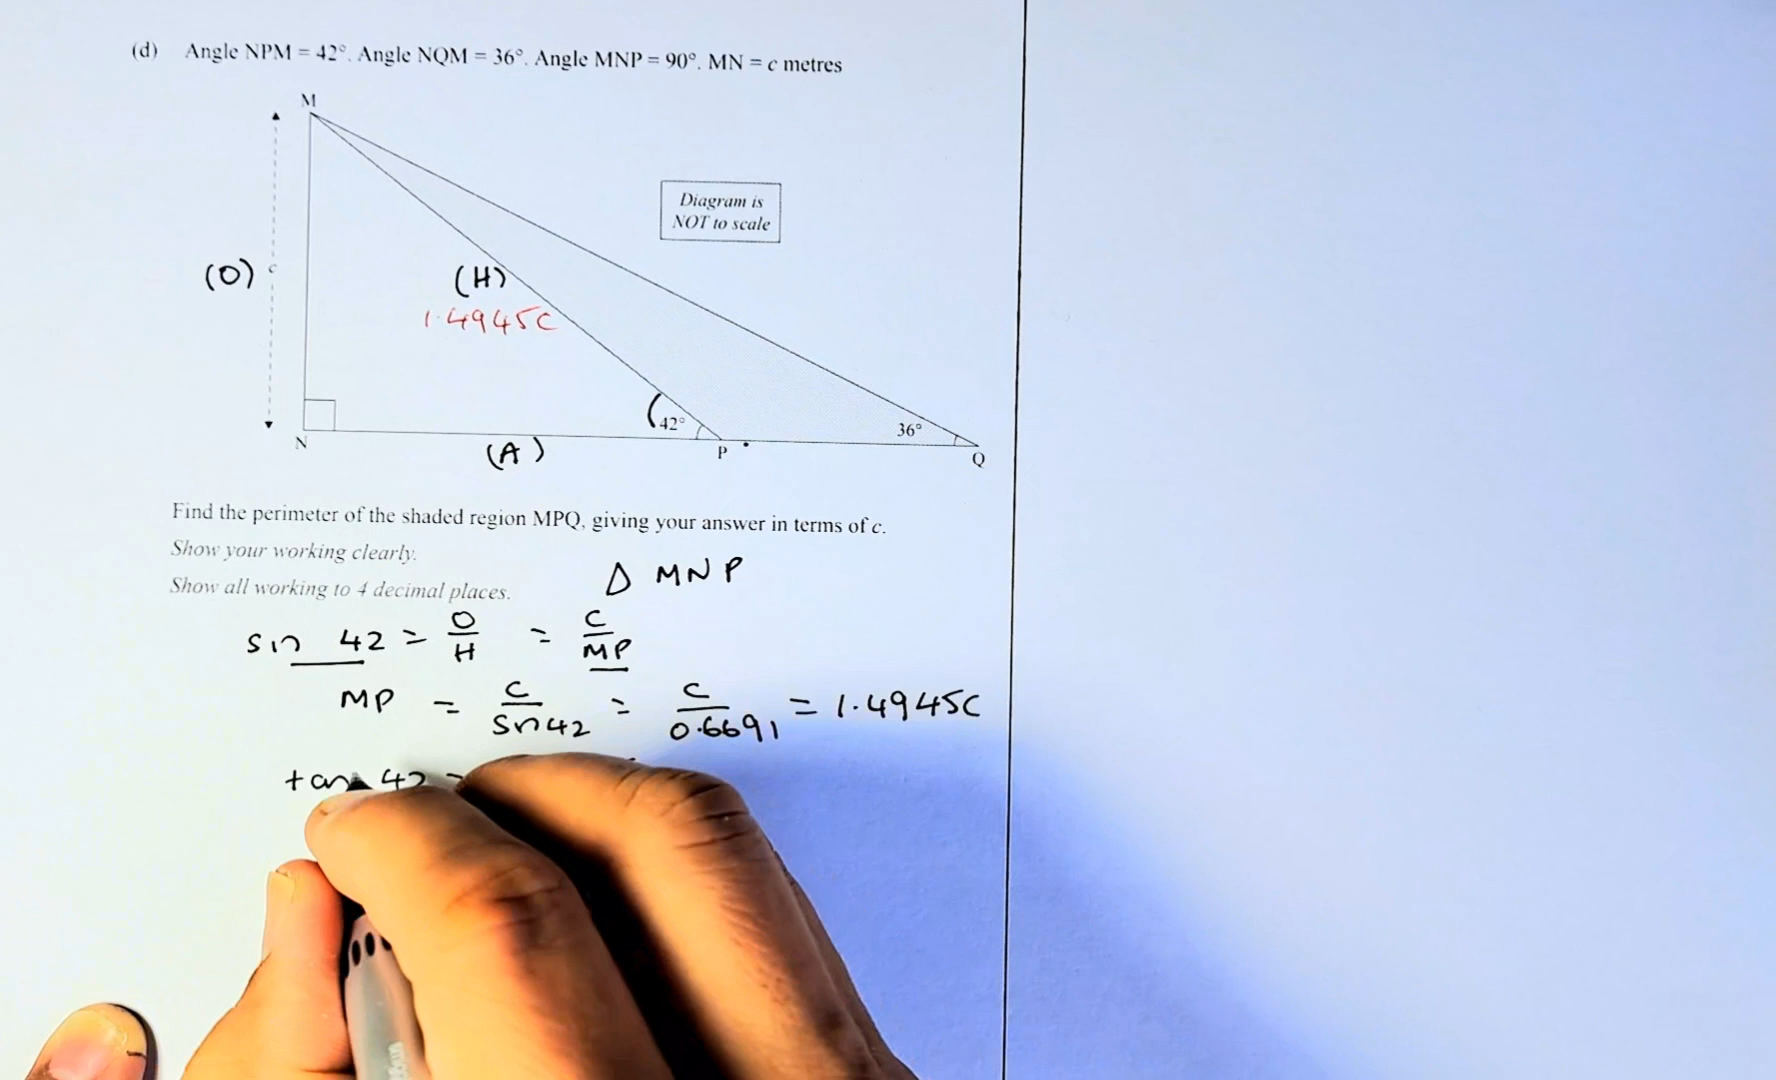 (d) Angle NPM = 42°. Angle NQM = 36°. Angle MNP = 90°. MN = c metres
M
Diagram is
NOT to scale
(O) c
(H)
1.4945C
42°
36°
N
(A)
P
Q
Find the perimeter of the shaded region MPQ, giving your answer in terms of c.
Show your working clearly.
Show all working to 4 decimal places.
Δ MNP
sin 42 = O/H = C/MP
MP = C/Sin42 = C/0.6691 = 1.4945C
tan 42 =